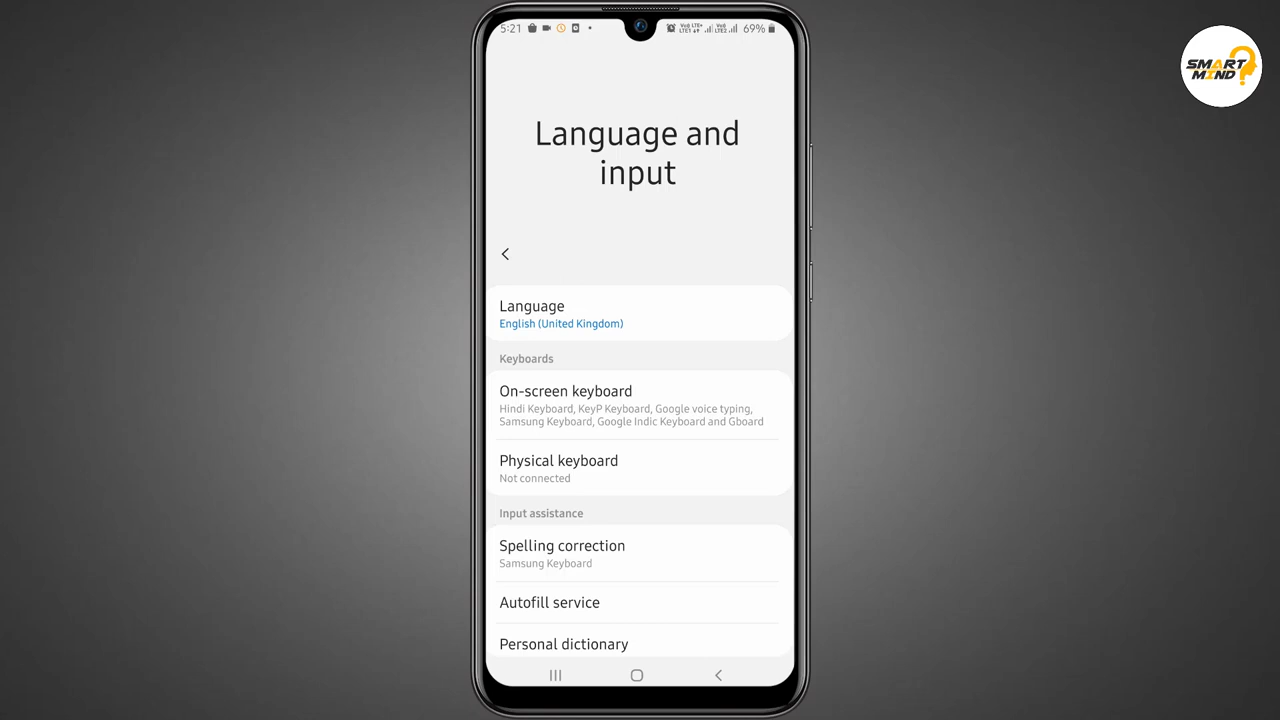 5:21 69%
SMART
MIND
Language and
input
Language
English (United Kingdom)
Keyboards
On-screen keyboard
Hindi Keyboard, KeyP Keyboard, Google voice typing,
Samsung Keyboard, Google Indic Keyboard and Gboard
Physical keyboard
Not connected
Input assistance
Spelling correction
Samsung Keyboard
Autofill service
Personal dictionary